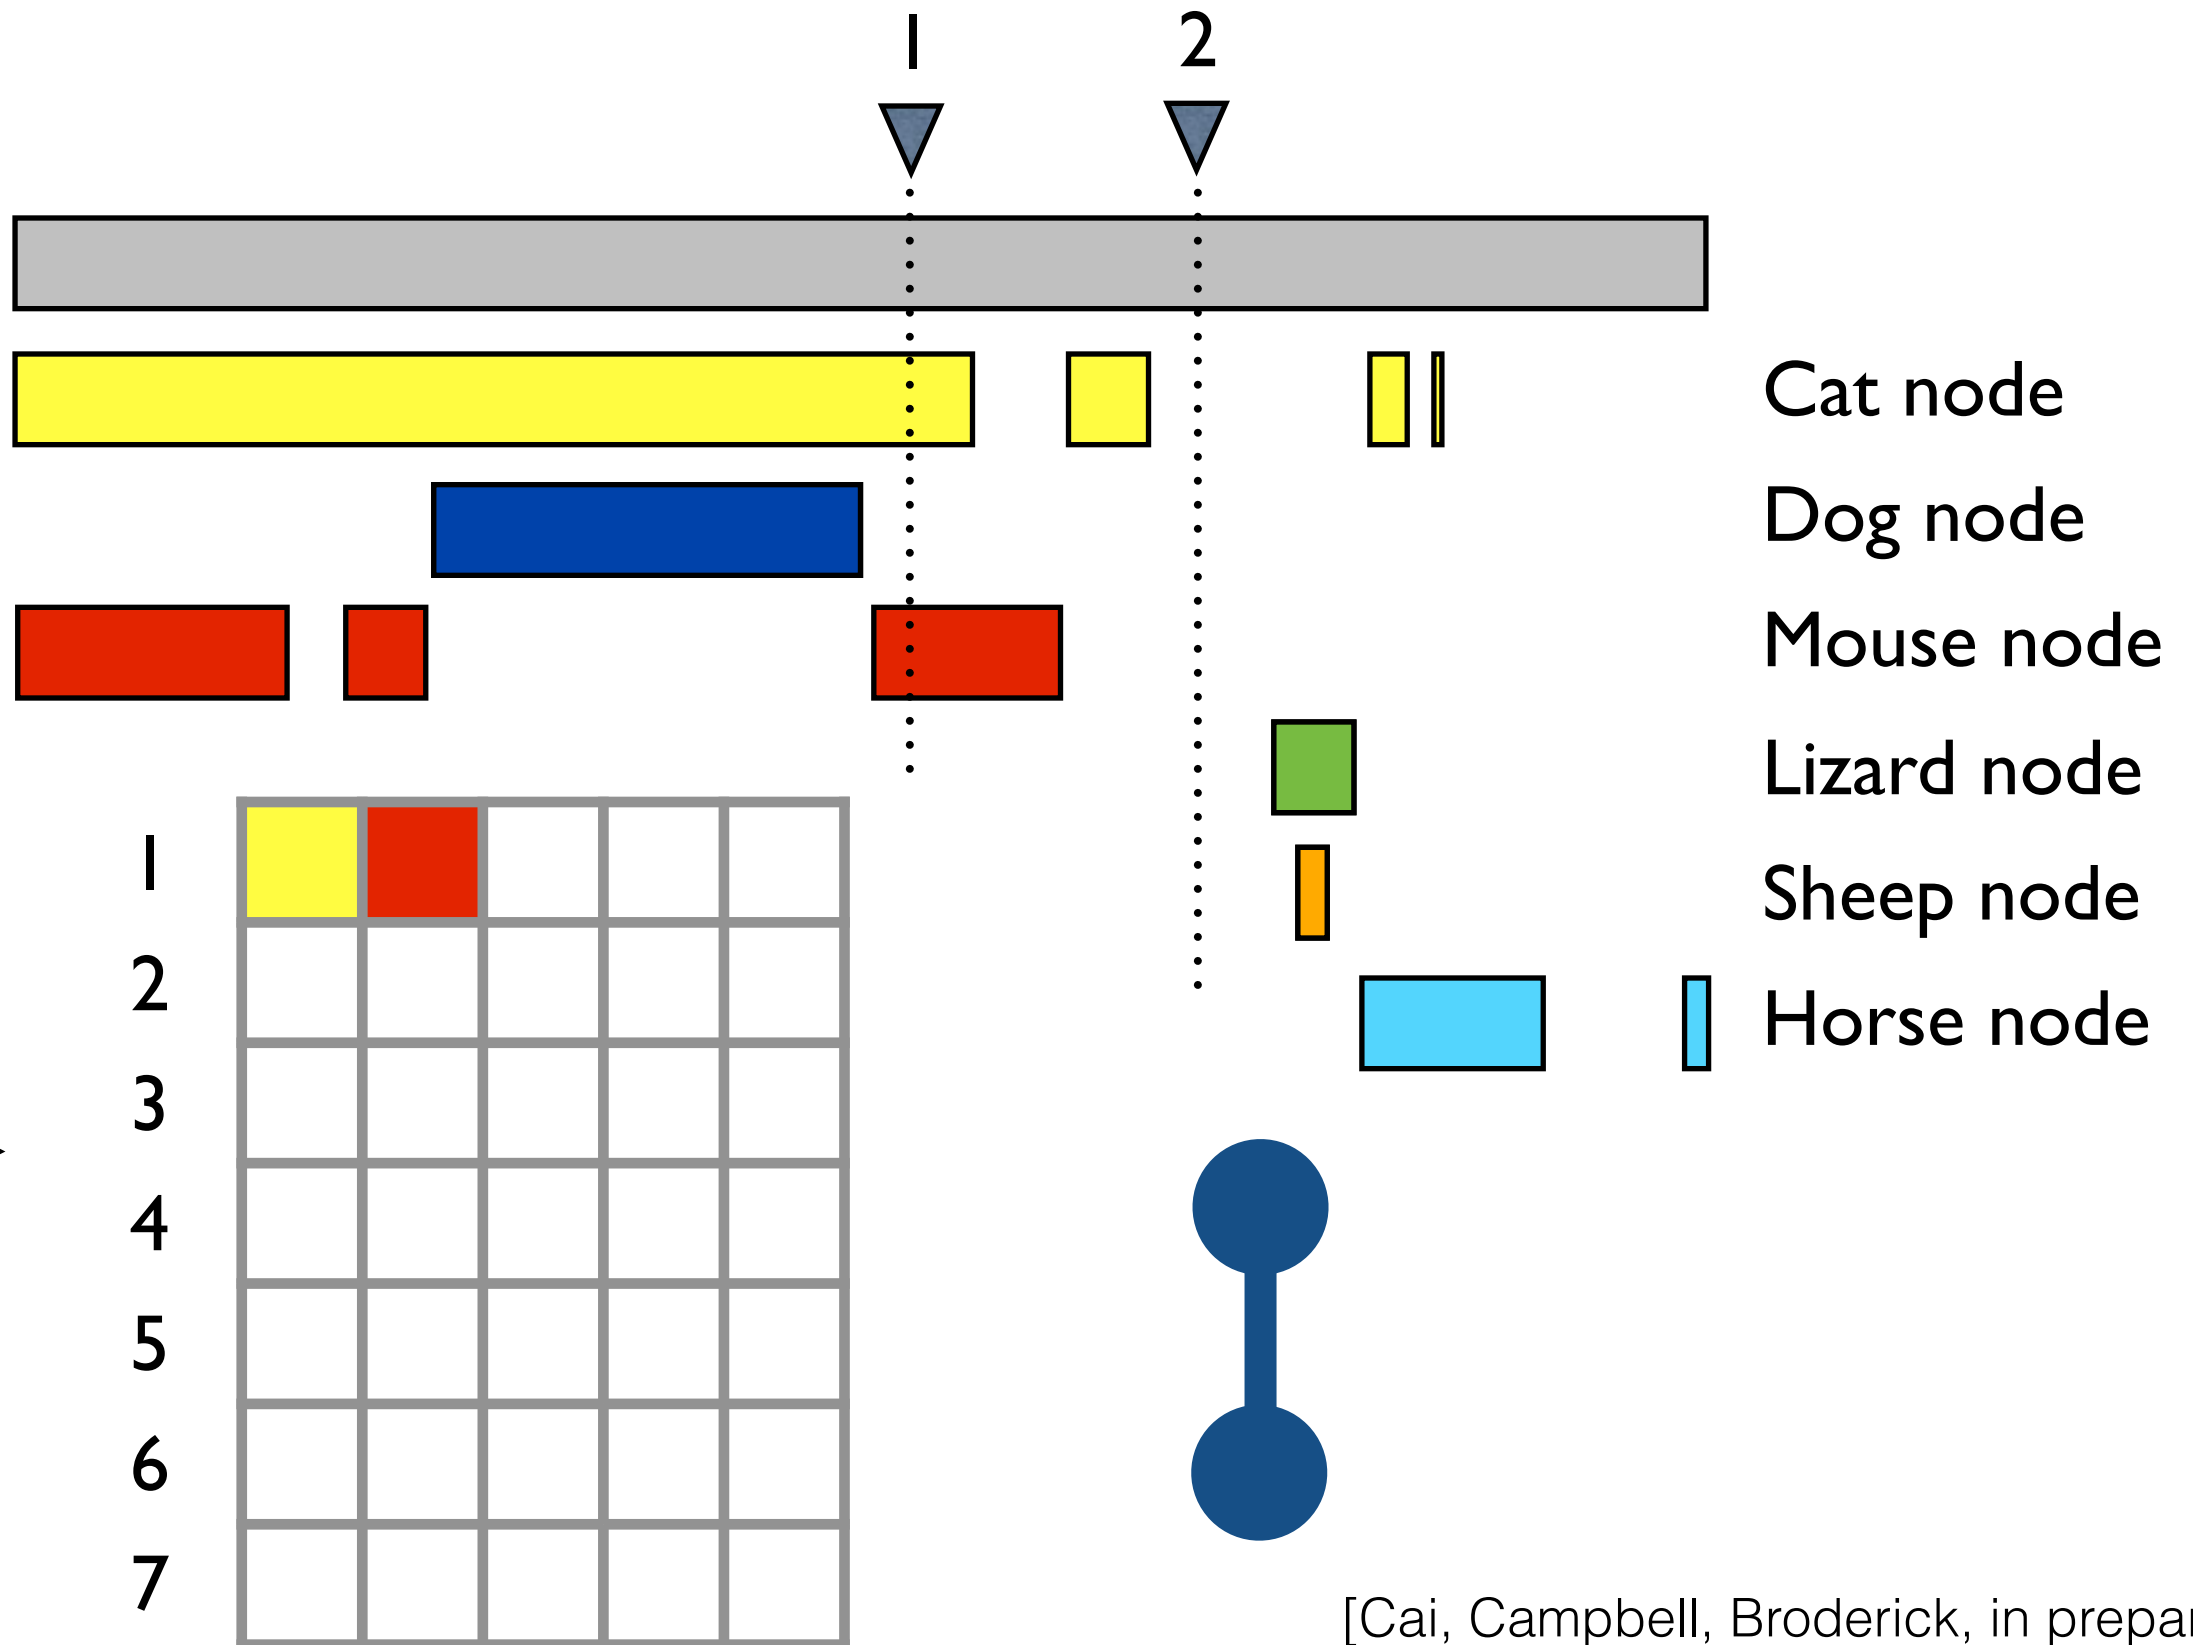 1 2
Cat node
Dog node
Mouse node
Lizard node
Sheep node
Horse node
1
2
3
4
5
6
7
[Cai, Campbell, Broderick, in